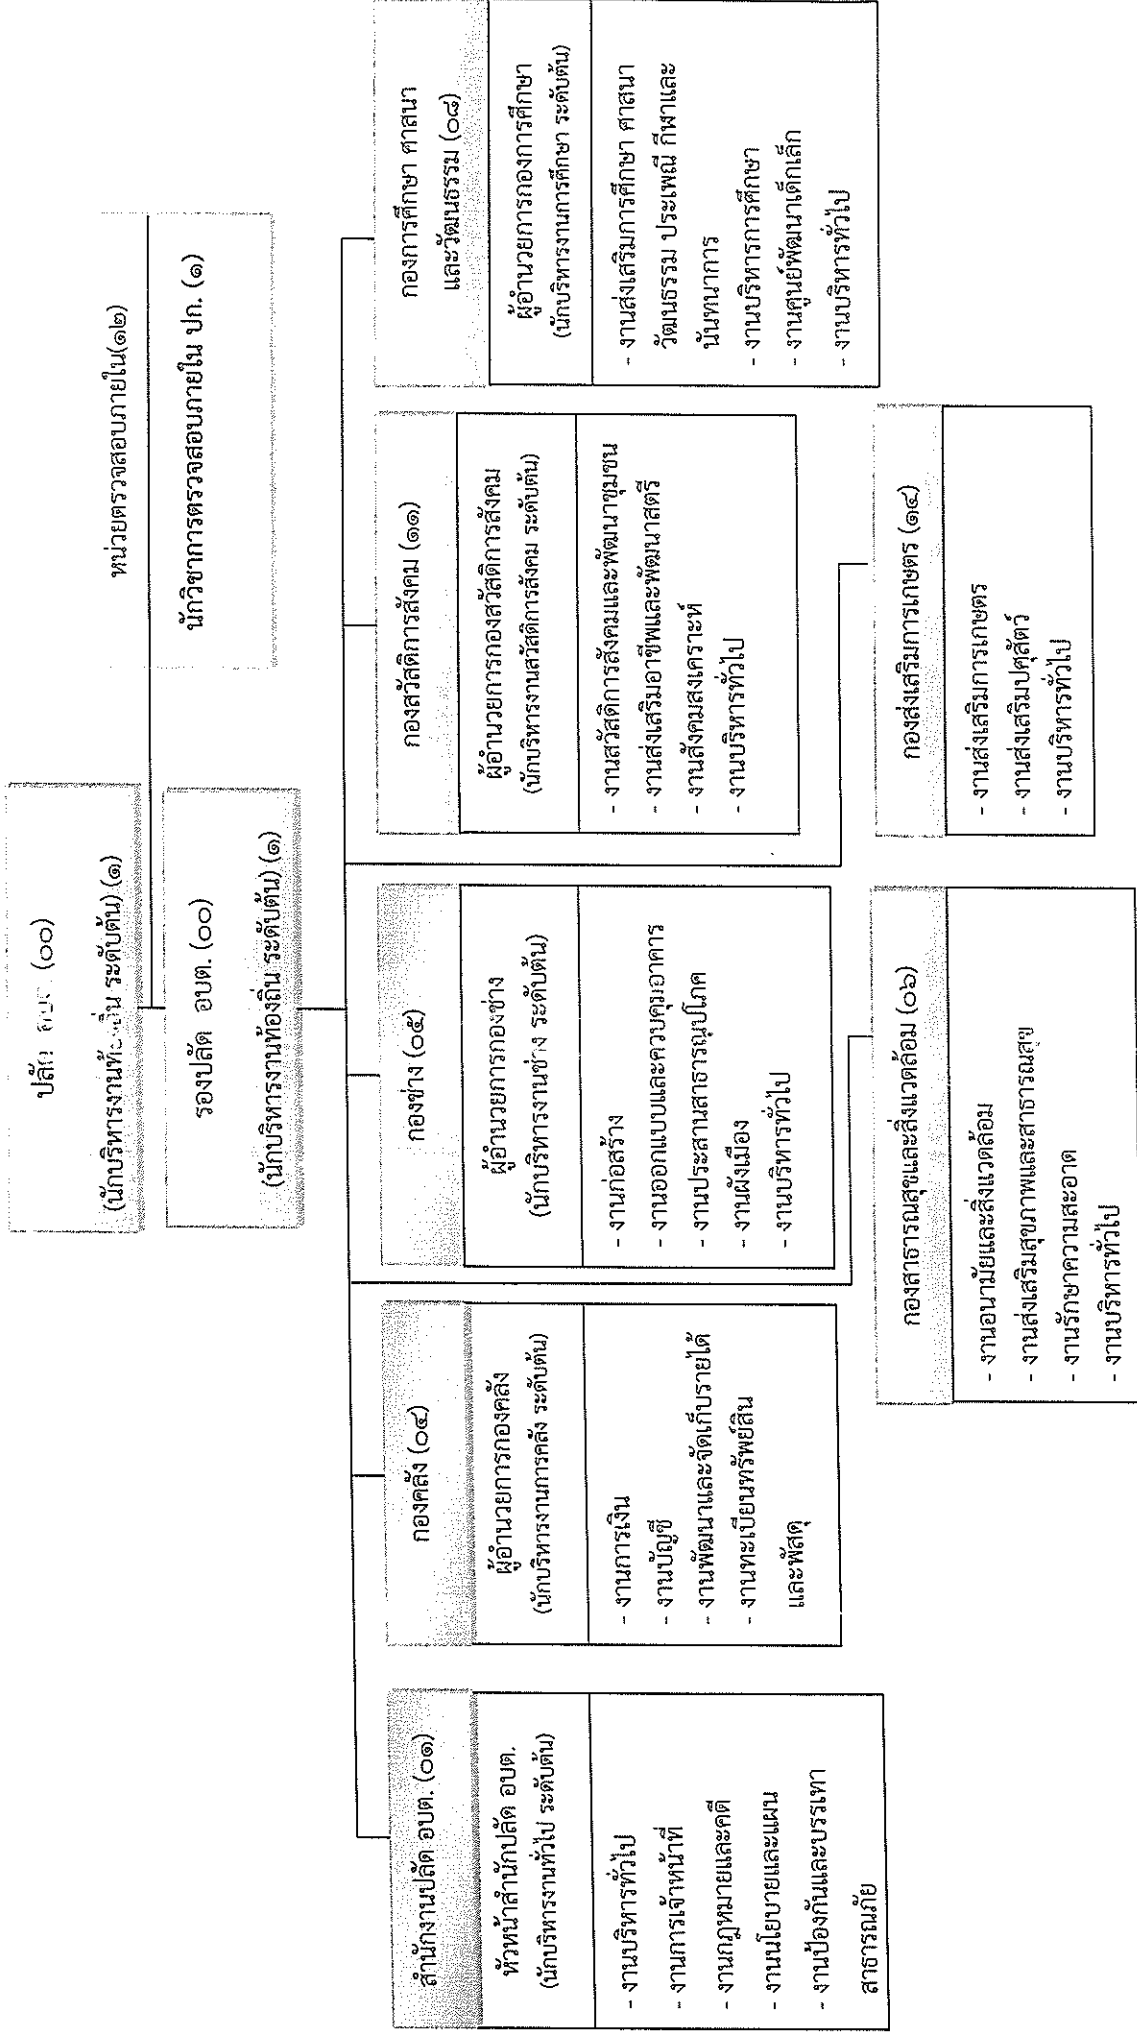 ปลัด อบต. (๐๐)
(นักบริหารงานท้องถิ่น ระดับต้น) (๑)
หน่วยตรวจสอบภายใน(๑๒)
นักวิชาการตรวจสอบภายใน ปก. (๑)
รองปลัด อบต. (๐๐)
(นักบริหารงานท้องถิ่น ระดับต้น) (๑)
สำนักงานปลัด อบต. (๐๑)
หัวหน้าสำนักปลัด อบต.
(นักบริหารงานทั่วไป ระดับต้น)
- งานบริหารทั่วไป
- งานการเจ้าหน้าที่
- งานกฎหมายและคดี
- งานนโยบายและแผน
- งานป้องกันและบรรเทา
สาธารณภัย
กองคลัง (๐๔)
ผู้อำนวยการกองคลัง
(นักบริหารงานการคลัง ระดับต้น)
- งานการเงิน
- งานบัญชี
- งานพัฒนาและจัดเก็บรายได้
- งานทะเบียนทรัพย์สิน
และพัสดุ
กองช่าง (๐๕)
ผู้อำนวยการกองช่าง
(นักบริหารงานช่าง ระดับต้น)
- งานก่อสร้าง
- งานออกแบบและควบคุมอาคาร
- งานประสานสาธารณูปโภค
- งานผังเมือง
- งานบริหารทั่วไป
กองสวัสดิการสังคม (๑๑)
ผู้อำนวยการกองสวัสดิการสังคม
(นักบริหารงานสวัสดิการสังคม ระดับต้น)
- งานสวัสดิการสังคมและพัฒนาชุมชน
- งานส่งเสริมอาชีพและพัฒนาสตรี
- งานสังคมสงเคราะห์
- งานบริหารทั่วไป
กองการศึกษา ศาสนา
และวัฒนธรรม (๐๘)
ผู้อำนวยการกองการศึกษา
(นักบริหารงานการศึกษา ระดับต้น)
- งานส่งเสริมการศึกษา ศาสนา
วัฒนธรรม ประเพณี กีฬาและ
นันทนาการ
- งานบริหารการศึกษา
- งานศูนย์พัฒนาเด็กเล็ก
- งานบริหารทั่วไป
กองสาธารณสุขและสิ่งแวดล้อม (๐๖)
- งานอนามัยและสิ่งแวดล้อม
- งานส่งเสริมสุขภาพและสาธารณสุข
- งานรักษาความสะอาด
- งานบริหารทั่วไป
กองส่งเสริมการเกษตร (๑๔)
- งานส่งเสริมการเกษตร
- งานส่งเสริมปศุสัตว์
- งานบริหารทั่วไป